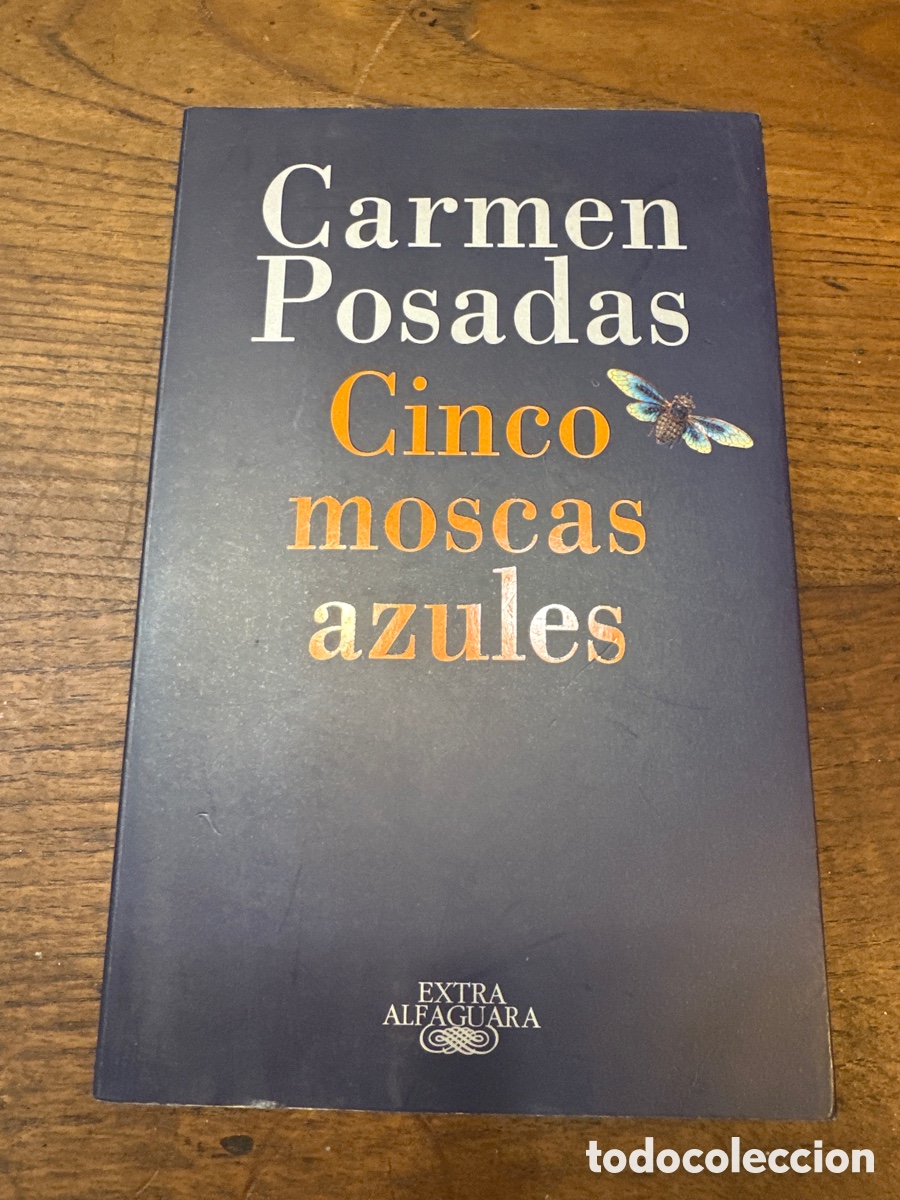 Carmen
Posadas
Cinco
moscas
azules
EXTRA
ALFAGUARA
todocoleccion